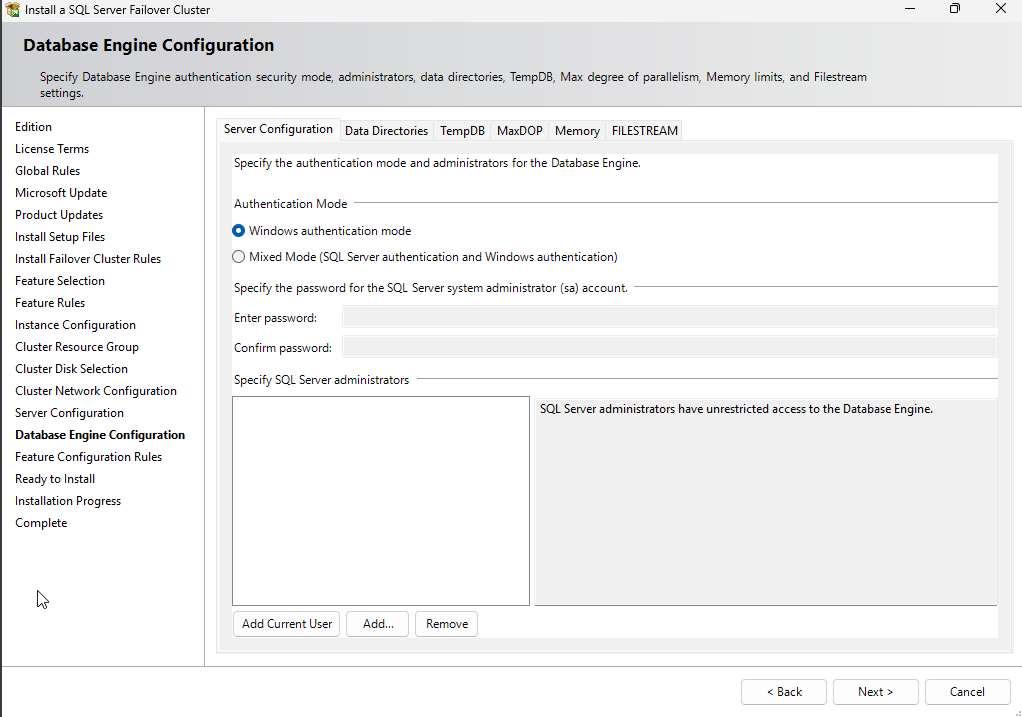 Install a SQL Server Failover Cluster
Database Engine Configuration
Specify Database Engine authentication security mode, administrators, data directories, TempDB, Max degree of parallelism, Memory limits, and Filestream
settings.
Edition
License Terms
Global Rules
Microsoft Update
Product Updates
Install Setup Files
Install Failover Cluster Rules
Feature Selection
Feature Rules
Instance Configuration
Cluster Resource Group
Cluster Disk Selection
Cluster Network Configuration
Server Configuration
Database Engine Configuration
Feature Configuration Rules
Ready to Install
Installation Progress
Complete
Server Configuration Data Directories TempDB MaxDOP Memory FILESTREAM
Specify the authentication mode and administrators for the Database Engine.
Authentication Mode
Windows authentication mode
Mixed Mode (SQL Server authentication and Windows authentication)
Specify the password for the SQL Server system administrator (sa) account.
Enter password:
Confirm password:
Specify SQL Server administrators
SQL Server administrators have unrestricted access to the Database Engine.
Add Current User Add... Remove
< Back Next > Cancel